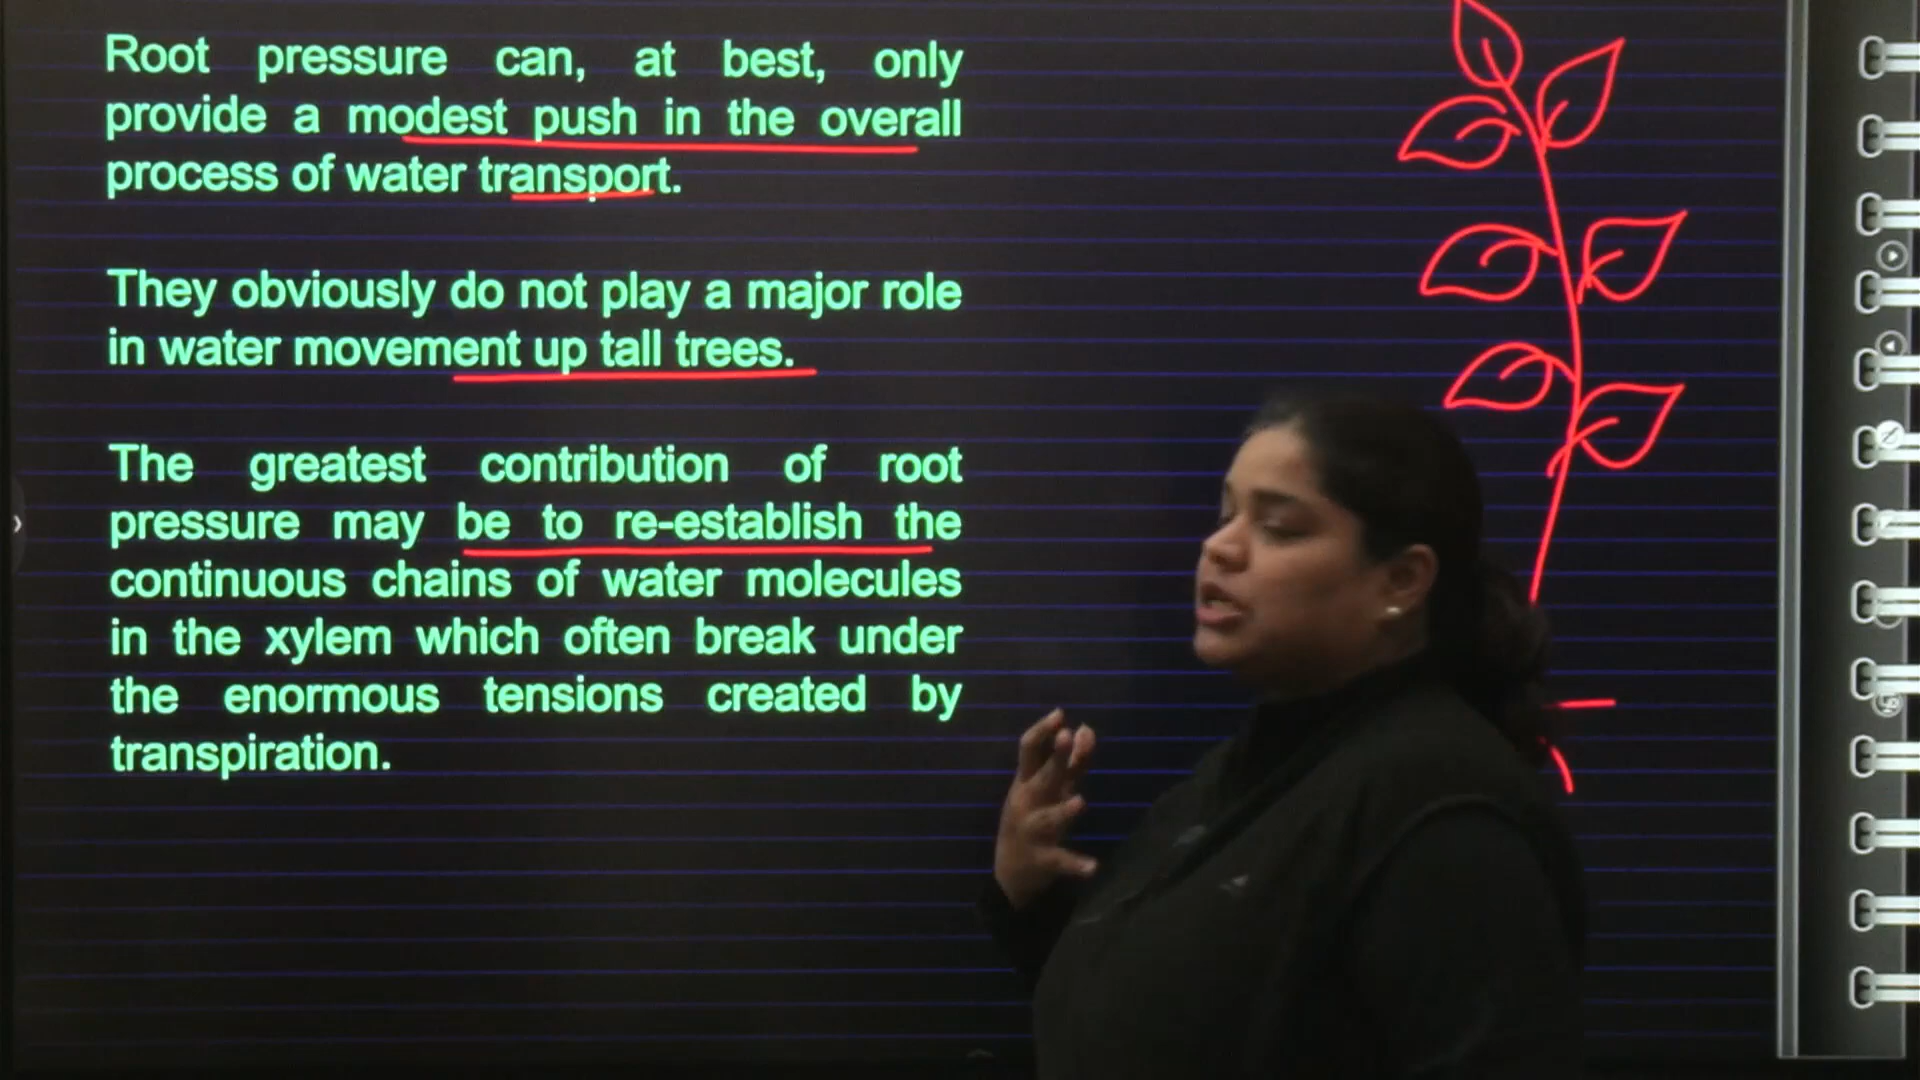 Root pressure can, at best, only
provide a modest push in the overall
process of water transport.
They obviously do not play a major role
in water movement up tall trees.
The greatest contribution of root
pressure may be to re-establish the
continuous chains of water molecules
in the xylem which often break under
the enormous tensions created by
transpiration.